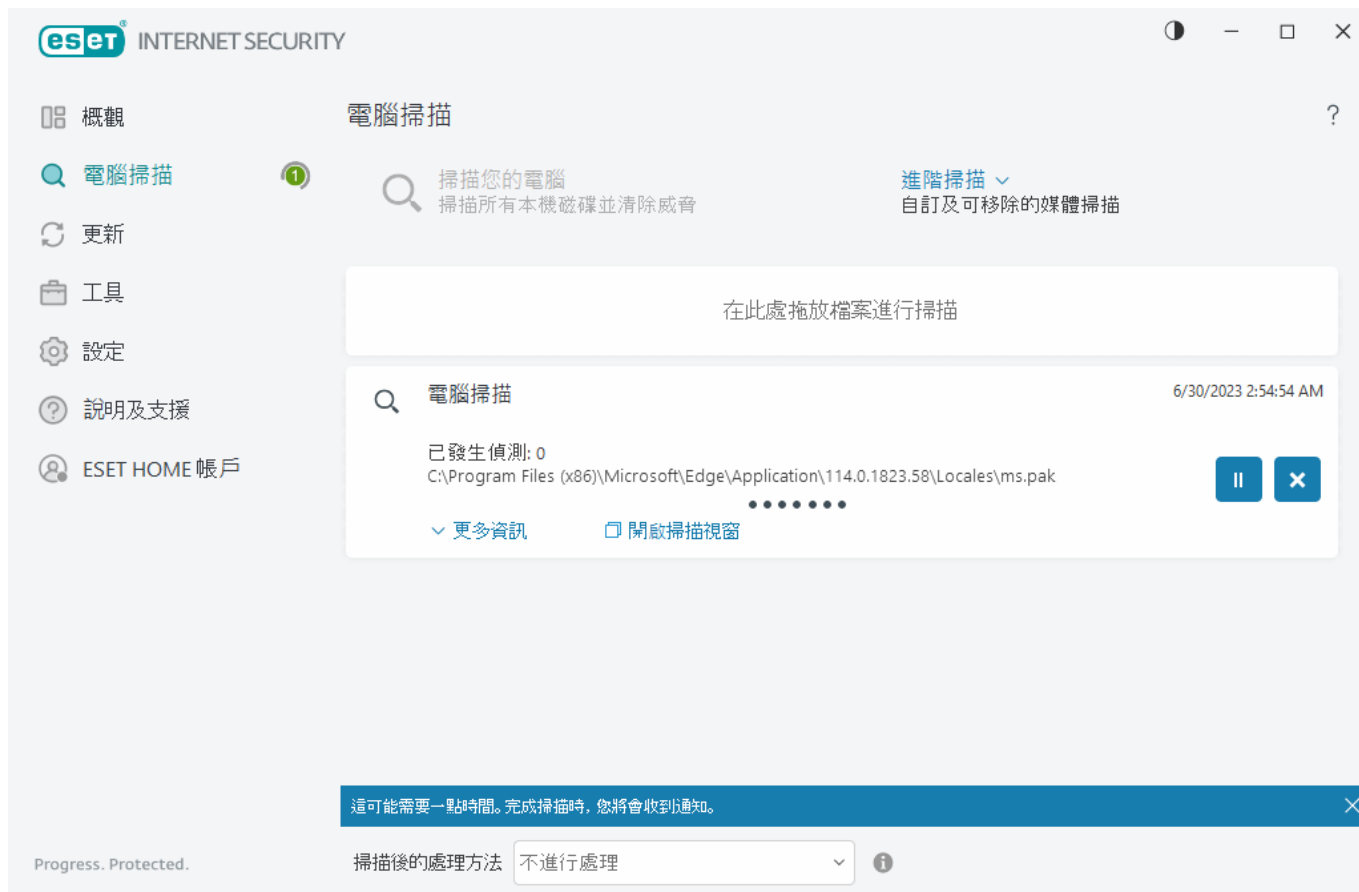 eset® INTERNET SECURITY
概觀
電腦掃描
1
更新
工具
設定
說明及支援
ESET HOME 帳戶
Progress. Protected.
電腦掃描
?
掃描您的電腦
掃描所有本機磁碟並清除威脅
進階掃描
自訂及可移除的媒體掃描
在此處拖放檔案進行掃描
電腦掃描
6/30/2023 2:54:54 AM
已發生偵測: 0
C:\Program Files (x86)\Microsoft\Edge\Application\114.0.1823.58\Locales\ms.pak
更多資訊
開啟掃描視窗
這可能需要一點時間。完成掃描時, 您將會收到通知。
掃描後的處理方法
不進行處理